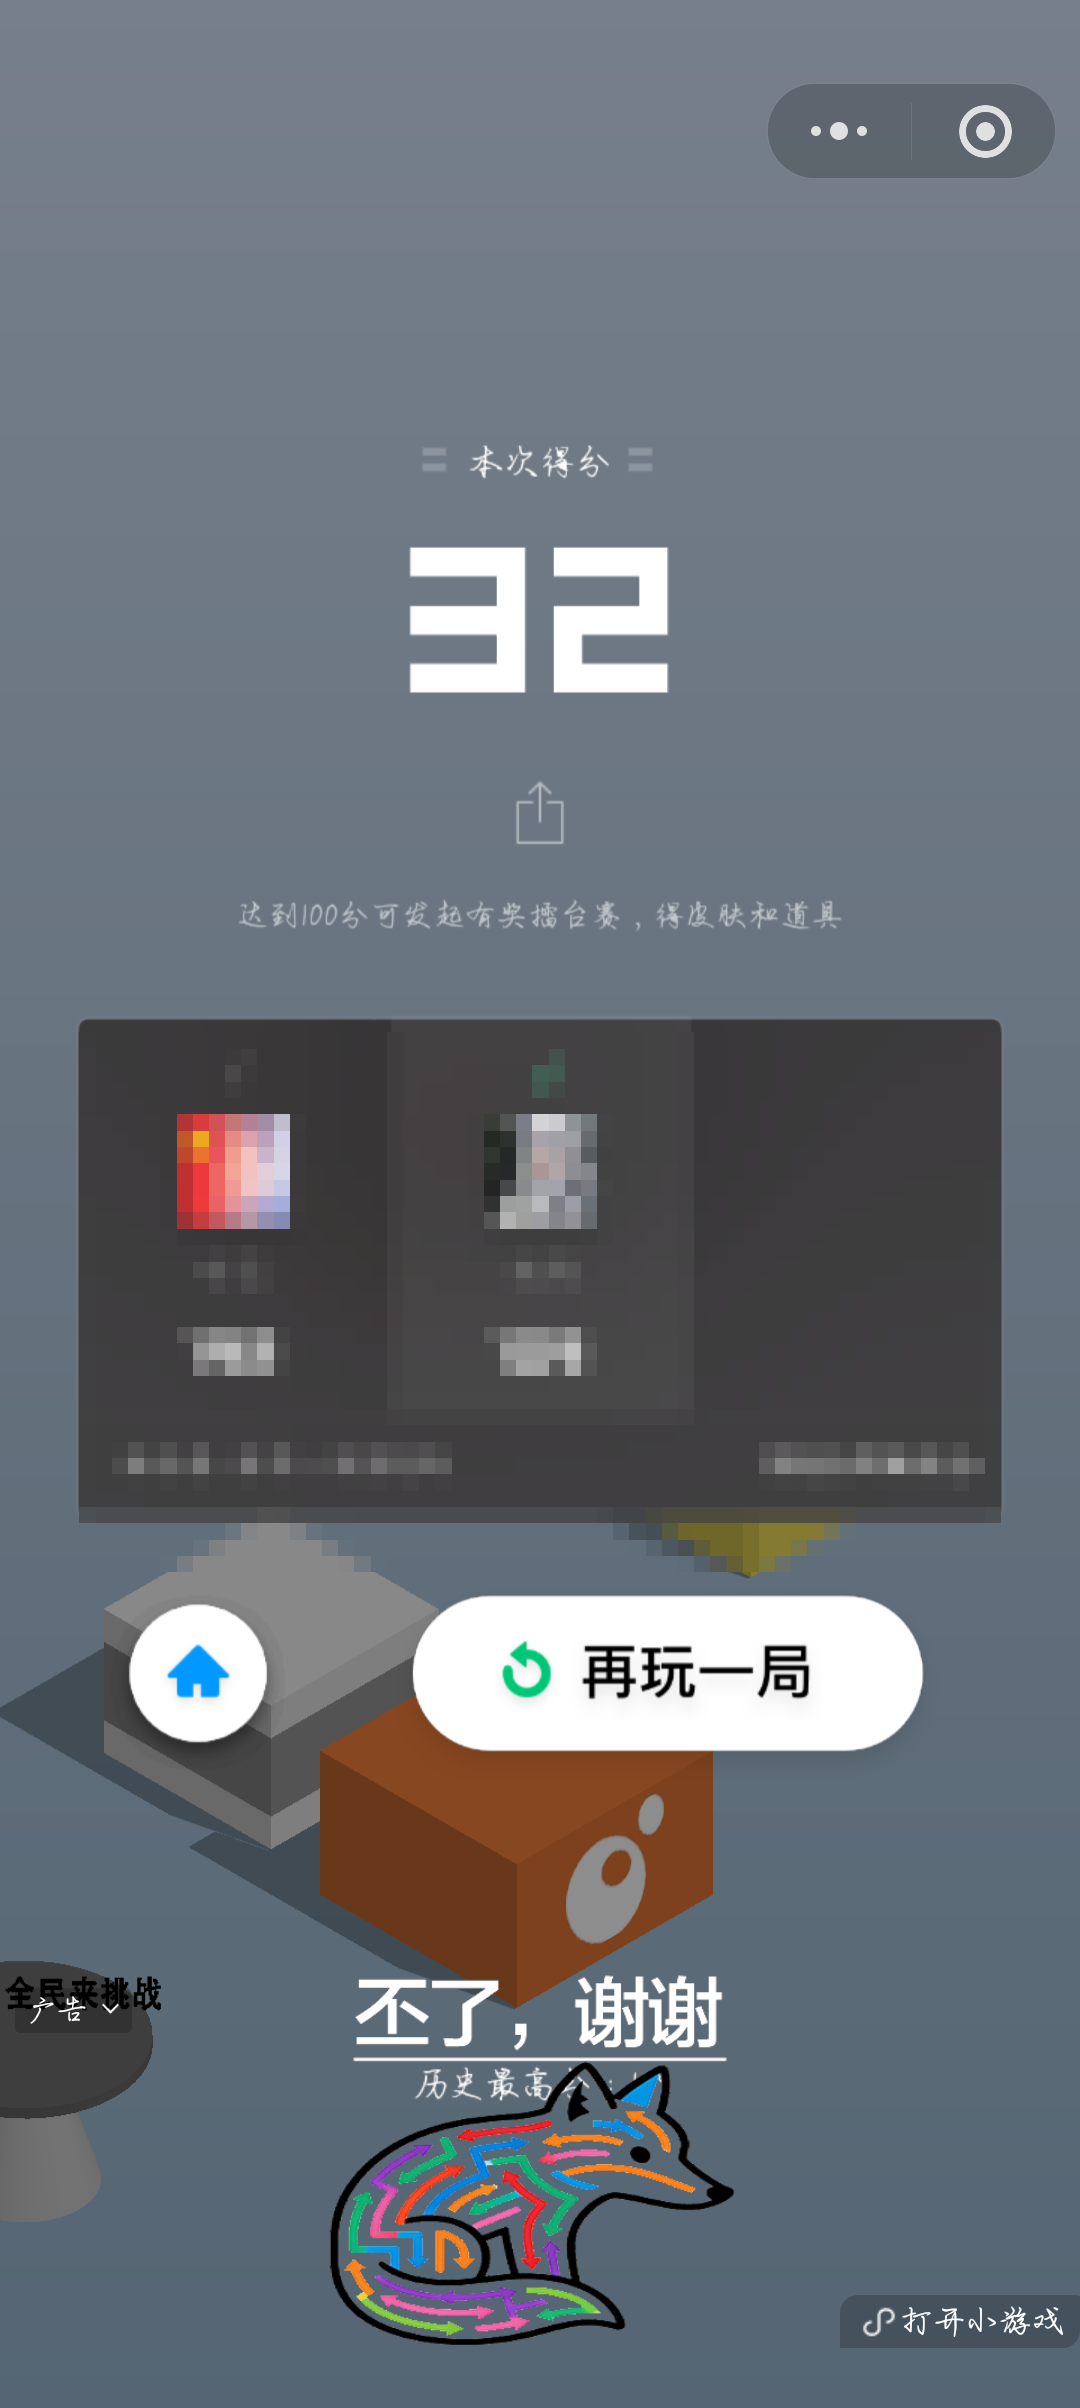 本次得分
32
达到100分可发起有奖擂台赛，得皮肤和道具
再玩一局
全民来挑战
广告
丕了，谢谢
历史最高分：
打开小游戏